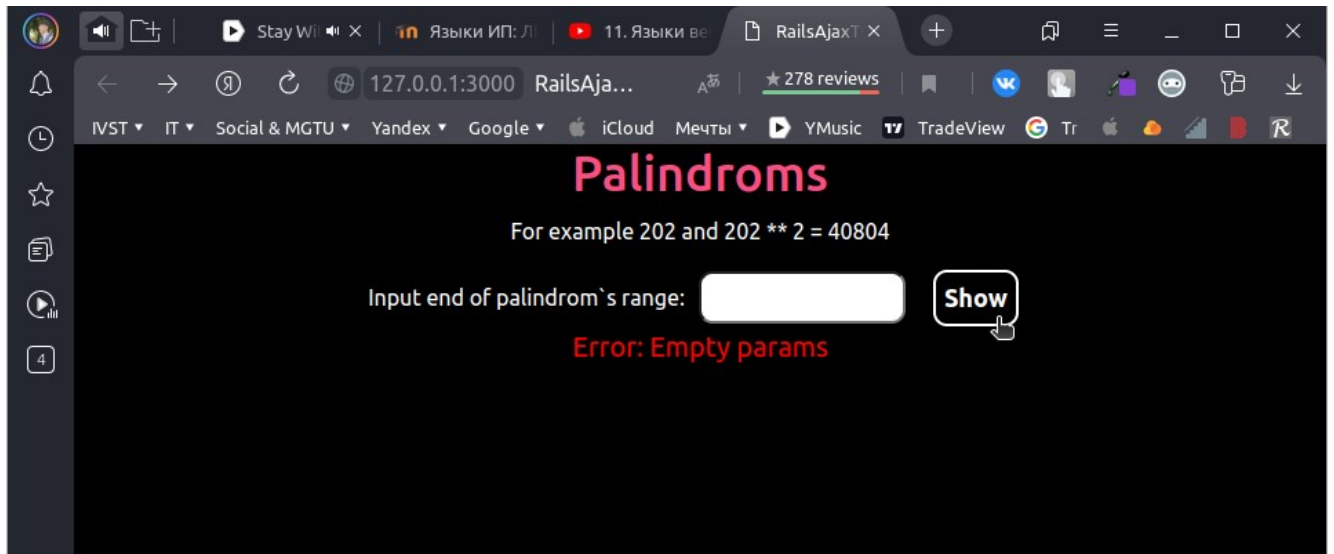 Stay Wi
Языки ИП: Л
11. Языки ве
RailsAjaxT
Я 127.0.0.1:3000 RailsAja... 278 reviews
IVST IT Social & MGTU Yandex Google iCloud Мечты YMusic TradeView Tr
Palindroms
For example 202 and 202 ** 2 = 40804
Input end of palindrom`s range: Show
Error: Empty params
4